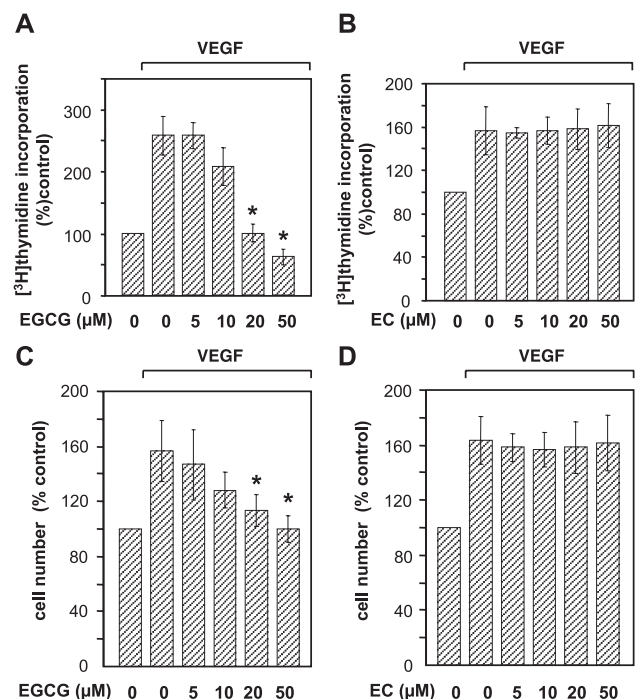 A
VEGF
[³H]thymidine incorporation
(%)control)
300
200
100
0
*
*
EGCG (µM) 0 0 5 10 20 50
B
VEGF
[³H]thymidine incorporation
(%)control)
200
160
120
80
40
0
EC (µM) 0 0 5 10 20 50
C
VEGF
cell number (% control)
200
160
120
80
40
0
*
*
EGCG (µM) 0 0 5 10 20 50
D
VEGF
cell number (% control)
200
160
120
80
40
0
EC (µM) 0 0 5 10 20 50